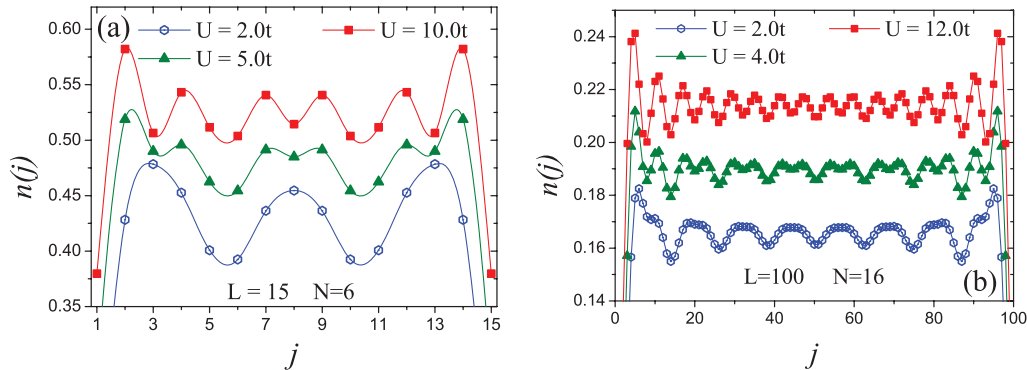 (a)
U = 2.0t U = 10.0t
U = 5.0t
n(j)
0.60
0.55
0.50
0.45
0.40
0.35
L = 15 N=6
1 3 5 7 9 11 13 15
j
U = 2.0t U = 12.0t
U = 4.0t
n(j)
0.24
0.22
0.20
0.18
0.16
0.14
L=100 N=16
(b)
0 20 40 60 80 100
j